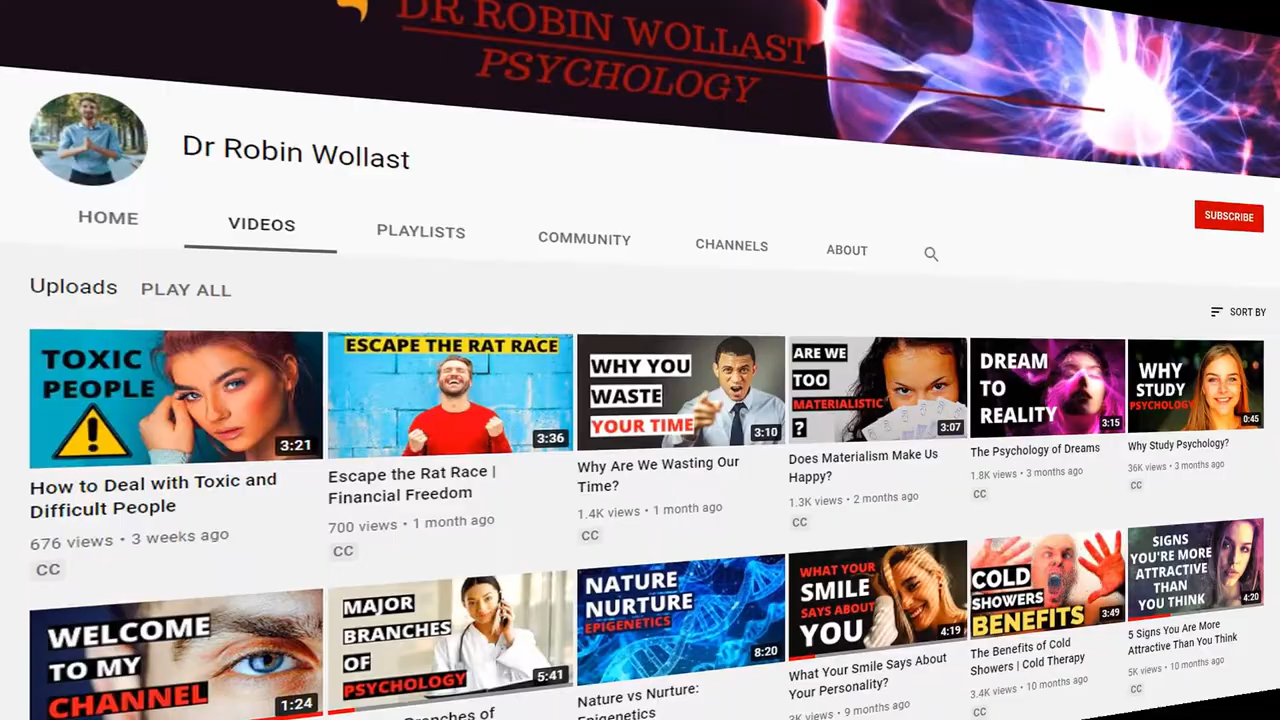 DR ROBIN WOLLAST
PSYCHOLOGY
Dr Robin Wollast
HOME VIDEOS PLAYLISTS COMMUNITY CHANNELS ABOUT
SUBSCRIBE
Uploads PLAY ALL
SORT BY
TOXIC
PEOPLE
3:21
How to Deal with Toxic and
Difficult People
676 views • 3 weeks ago
CC
ESCAPE THE RAT RACE
3:36
Escape the Rat Race |
Financial Freedom
700 views • 1 month ago
CC
WHY YOU
WASTE
YOUR TIME
3:10
Why Are We Wasting Our
Time?
1.4K views • 1 month ago
CC
ARE WE
TOO
MATERIALISTIC
?
3:07
Does Materialism Make Us
Happy?
1.3K views • 2 months ago
CC
DREAM
TO
REALITY
3:15
The Psychology of Dreams
1.8K views • 3 months ago
CC
WHY
STUDY
PSYCHOLOGY
0:45
Why Study Psychology?
36K views • 3 months ago
CC
WELCOME
TO MY
CHANNEL
1:24
MAJOR
BRANCHES
OF
PSYCHOLOGY
5:41
Branches of
NATURE
NURTURE
EPIGENETICS
8:20
Nature vs Nurture:
Epigenetics
WHAT YOUR
SMILE
SAYS ABOUT
YOU
4:19
What Your Smile Says About
Your Personality?
views • 9 months ago
COLD
SHOWERS
BENEFITS
3:49
The Benefits of Cold
Showers | Cold Therapy
3.4K views • 10 months ago
CC
SIGNS
YOU'RE MORE
ATTRACTIVE
THAN
YOU THINK
4:20
5 Signs You Are More
Attractive Than You Think
5K views • 10 months ago
CC